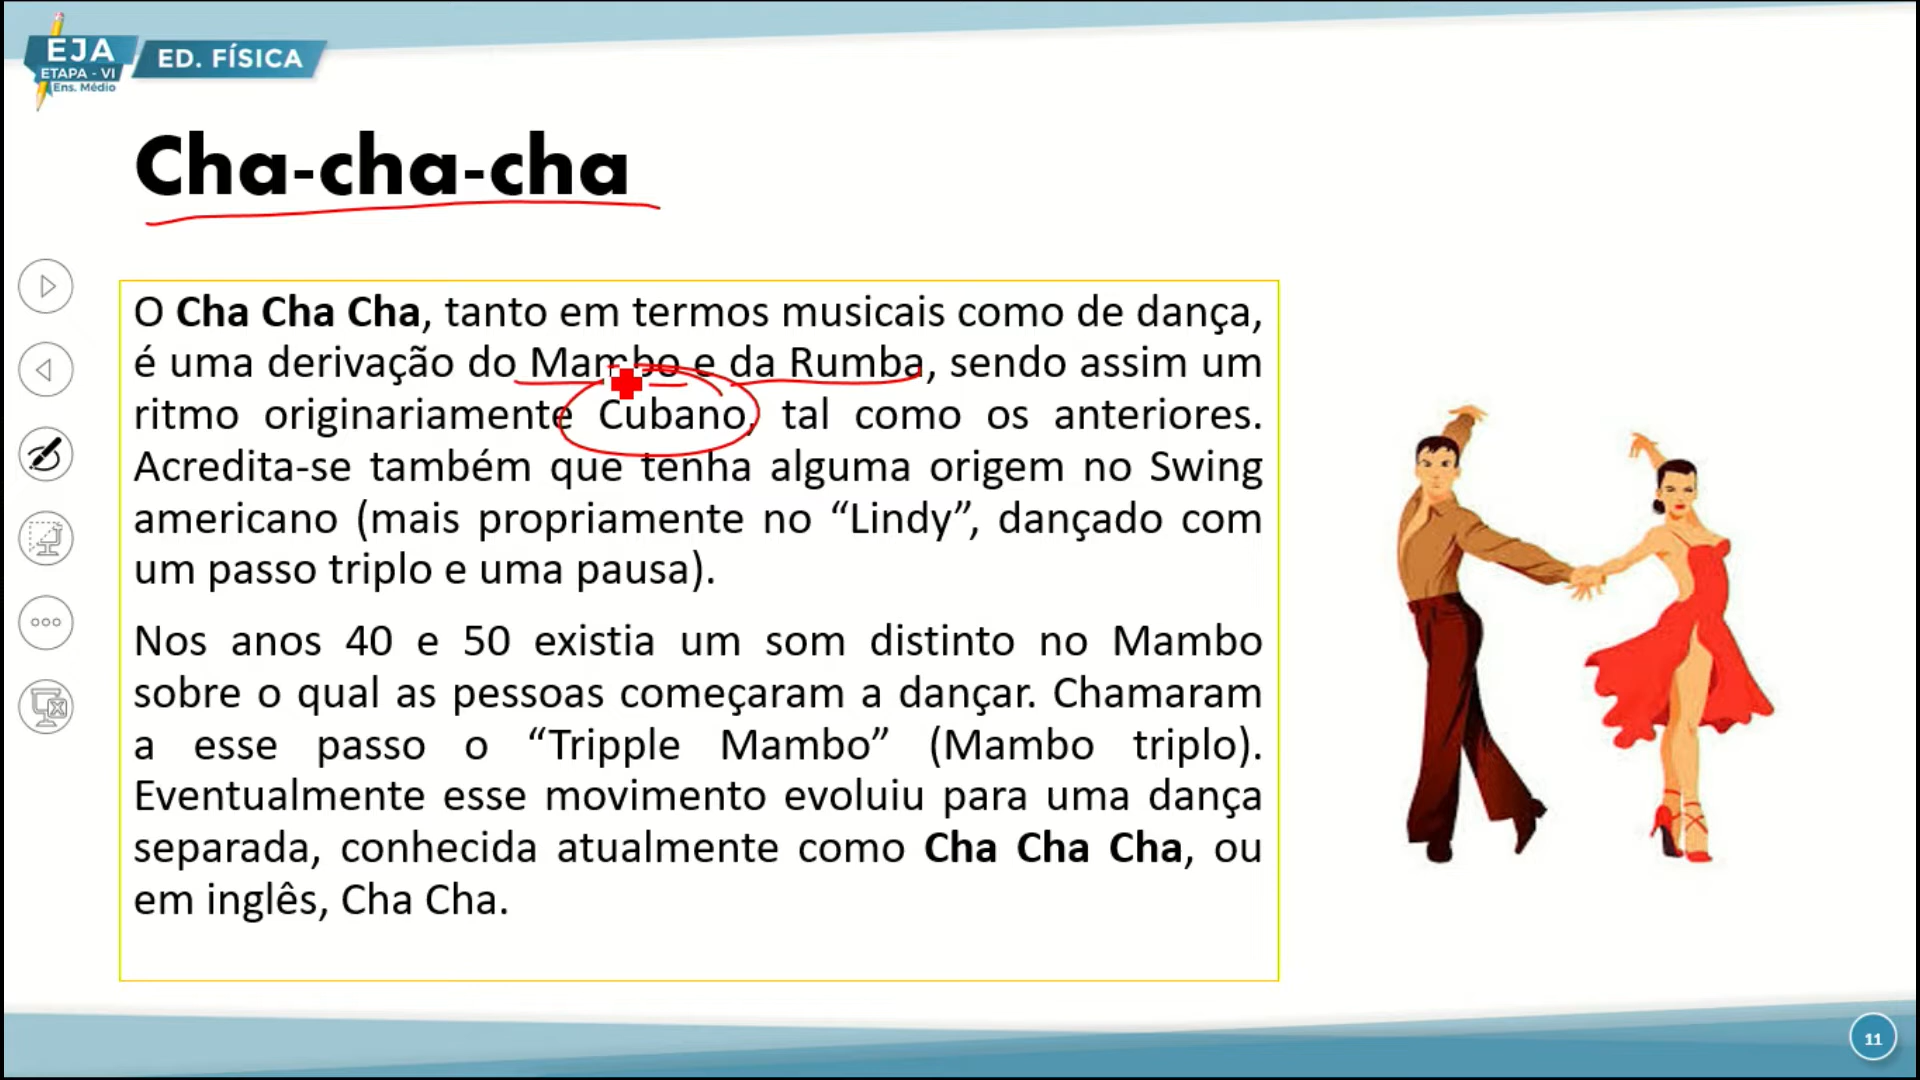 EJA
ETAPA - VI
Ens. Médio
ED. FÍSICA
Cha-cha-cha
O Cha Cha Cha, tanto em termos musicais como de dança,
é uma derivação do Mambo e da Rumba, sendo assim um
ritmo originariamente Cubano, tal como os anteriores.
Acredita-se também que tenha alguma origem no Swing
americano (mais propriamente no “Lindy”, dançado com
um passo triplo e uma pausa).
Nos anos 40 e 50 existia um som distinto no Mambo
sobre o qual as pessoas começaram a dançar. Chamaram
a esse passo o “Tripple Mambo” (Mambo triplo).
Eventualmente esse movimento evoluiu para uma dança
separada, conhecida atualmente como Cha Cha Cha, ou
em inglês, Cha Cha.
11